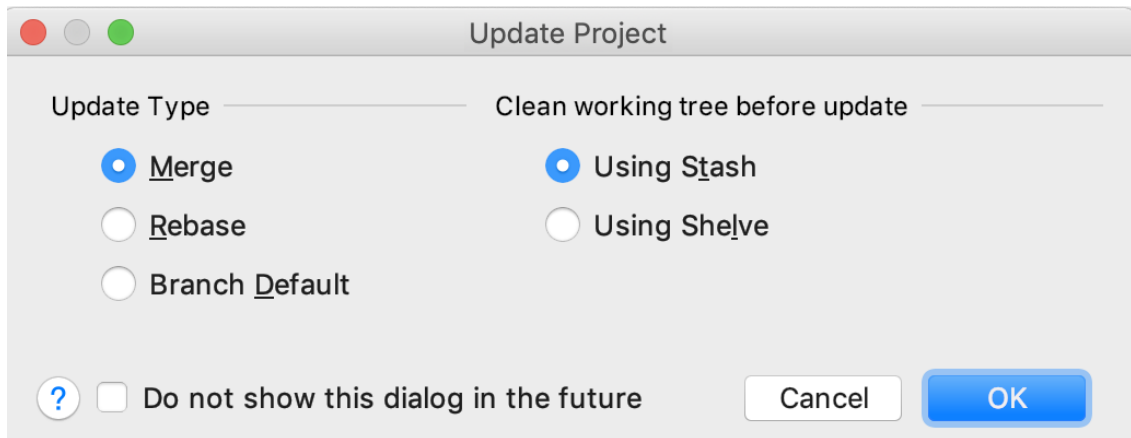 Update Project
Update Type
Clean working tree before update
Merge
Using Stash
Rebase
Using Shelve
Branch Default
? Do not show this dialog in the future
Cancel
OK